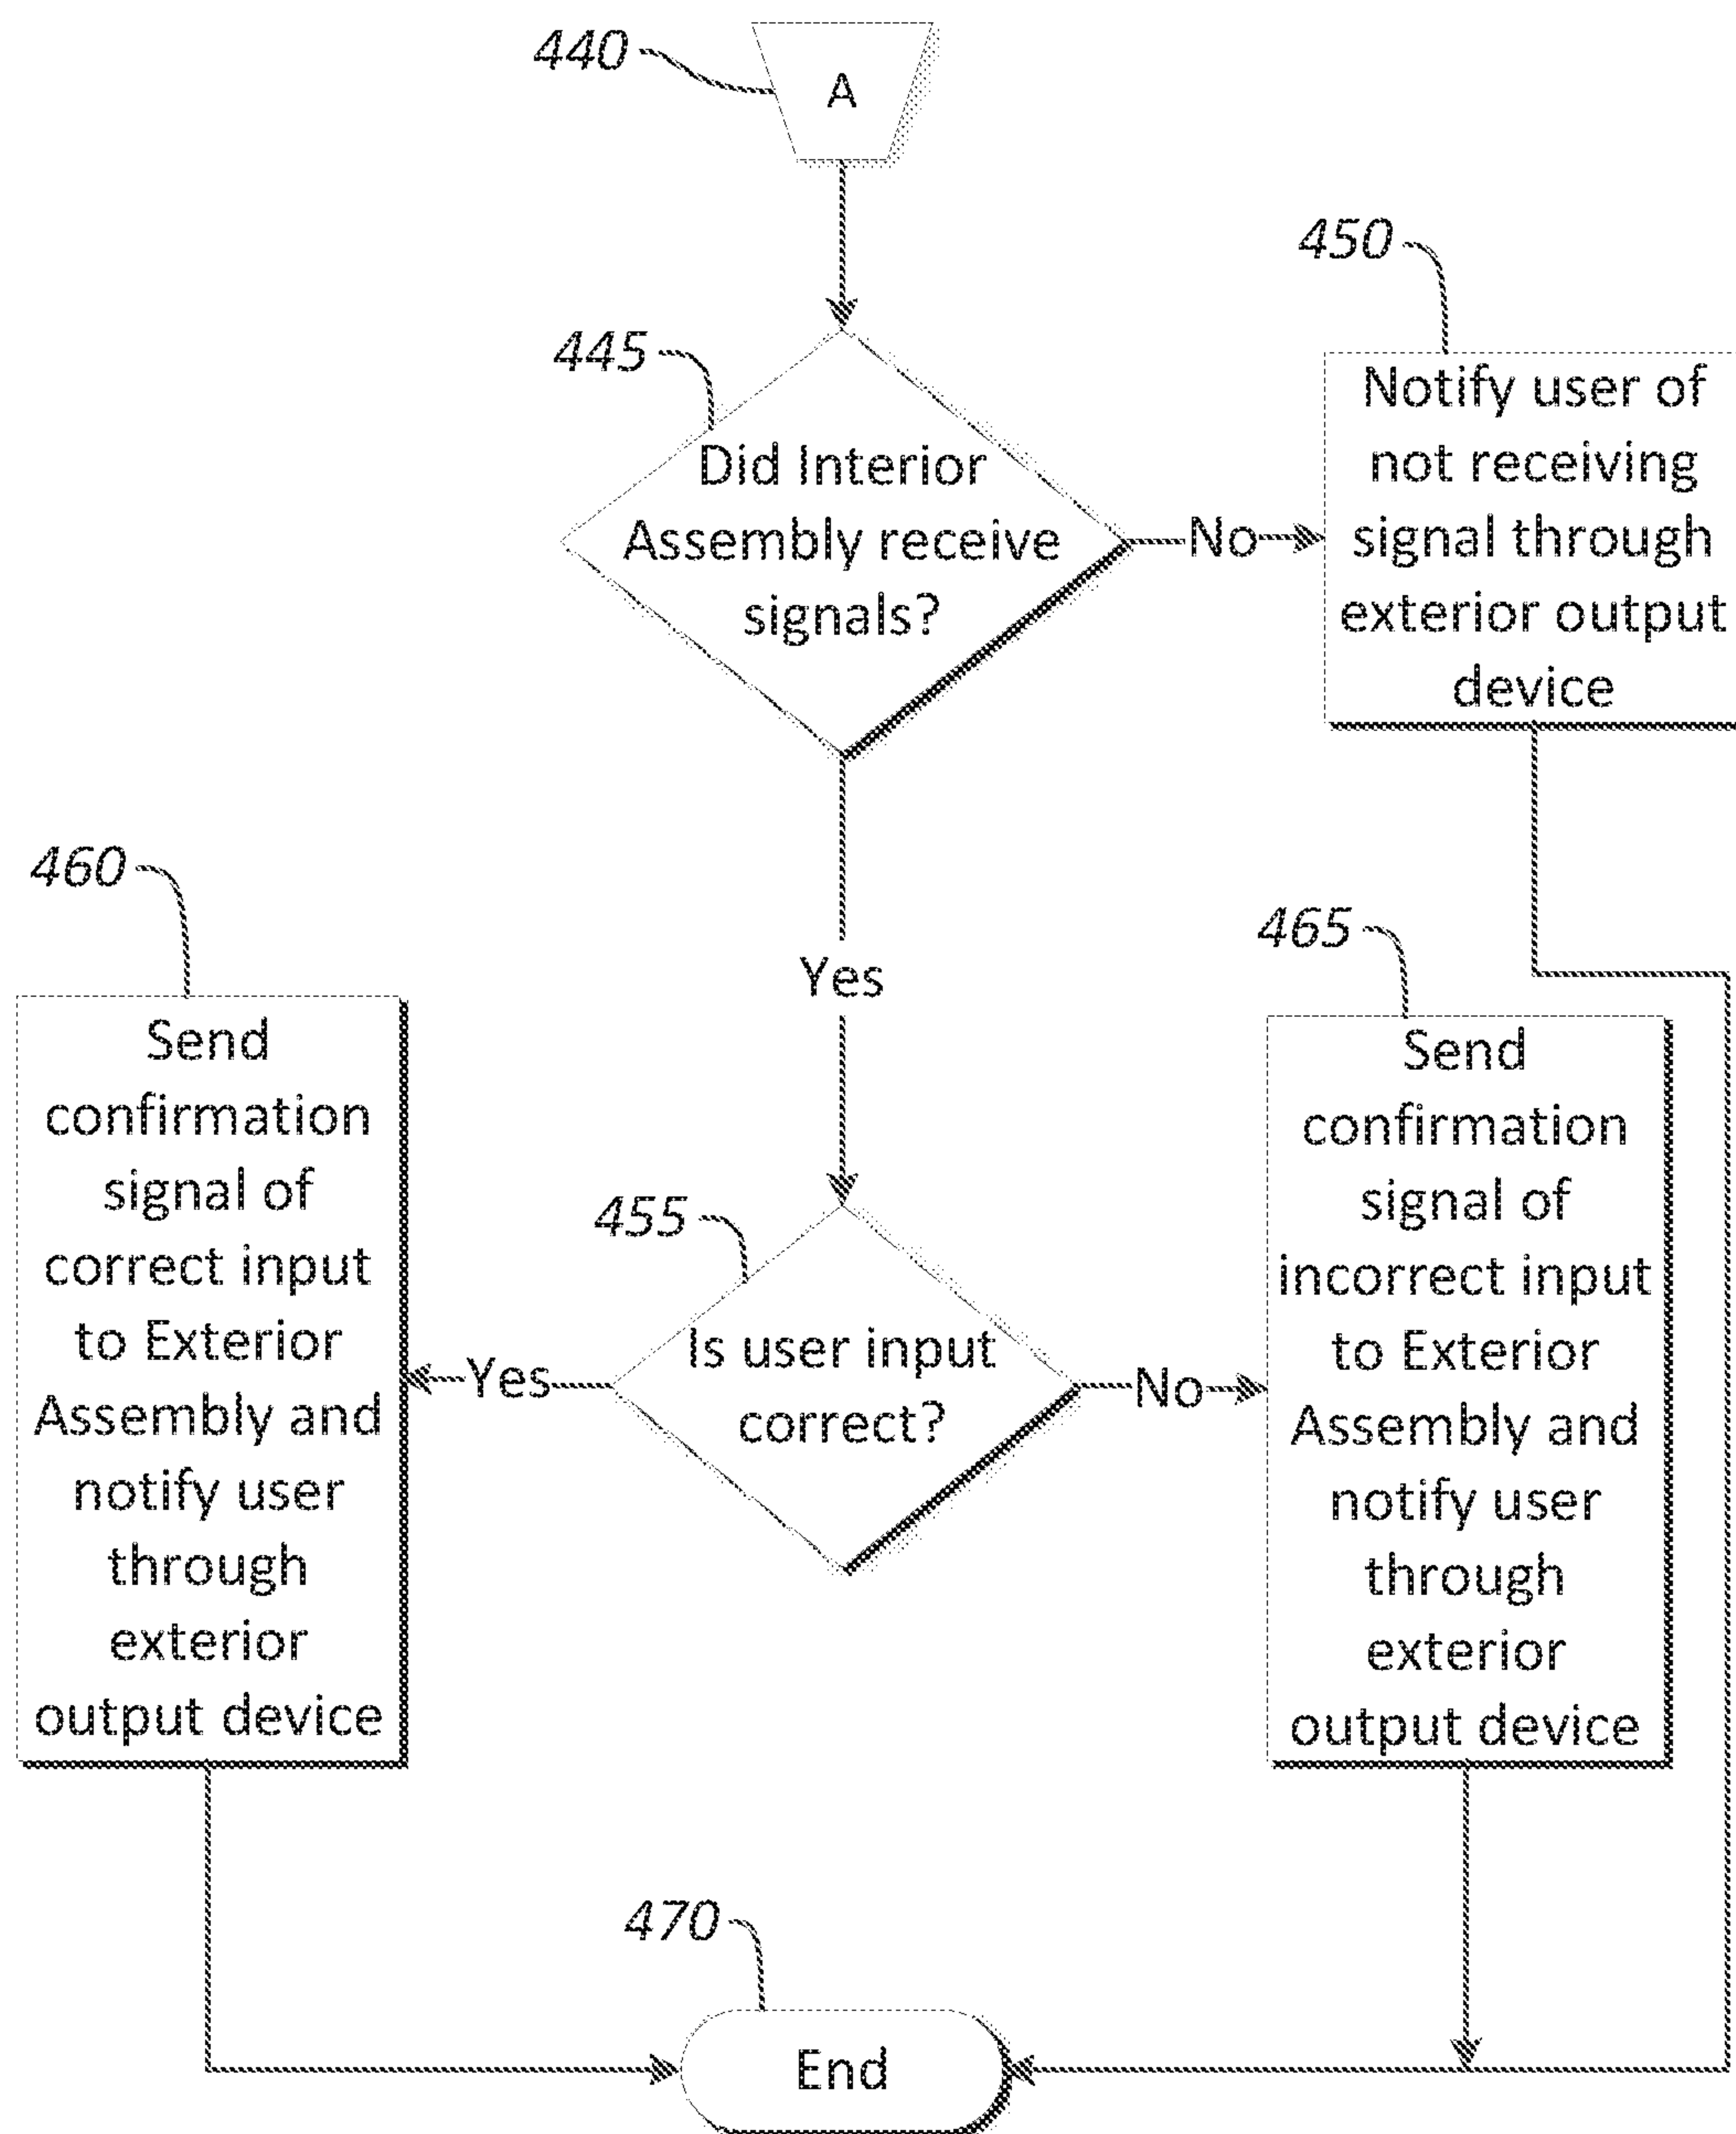 440
A
450
445
Notify user of
not receiving
signal through
exterior output
device
Did Interior
Assembly receive
signals?
No
460
465
Yes
Send
confirmation
signal of
correct input
to Exterior
Assembly and
notify user
through
exterior
output device
455
Is user input
correct?
Yes
No
Send
confirmation
signal of
incorrect input
to Exterior
Assembly and
notify user
through
exterior
output device
470
End